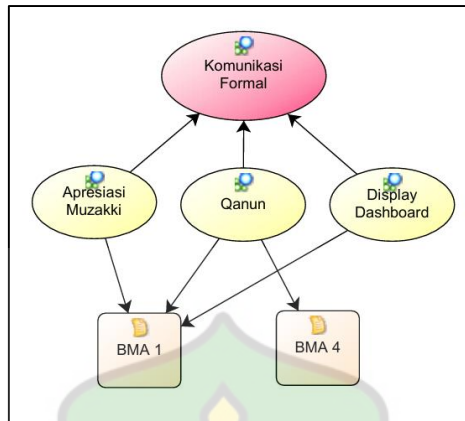 Komunikasi
Formal
Apresiasi
Muzakki
Qanun
Display
Dashboard
BMA 1
BMA 4